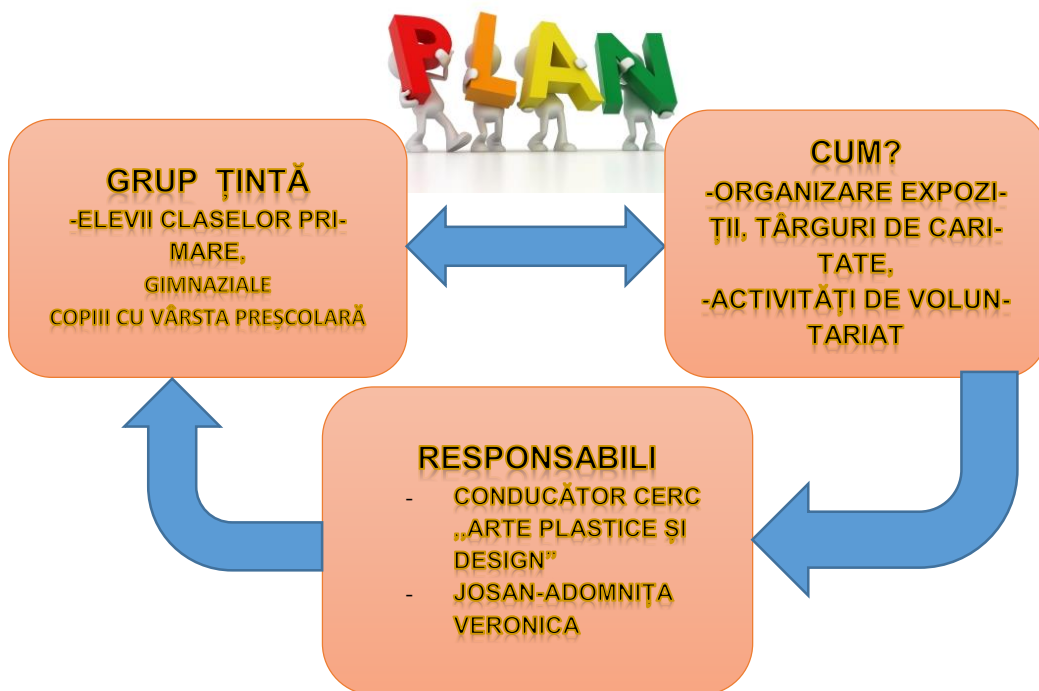 PLAN
GRUP ȚINTĂ
-ELEVII CLASELOR PRI-
MARE,
GIMNAZIALE
COPIII CU VÂRSTA PREȘCOLARĂ
CUM?
-ORGANIZARE EXPOZI-
ȚII, TÂRGURI DE CARI-
TATE,
-ACTIVITĂȚI DE VOLUN-
TARIAT
RESPONSABILI
- CONDUCĂTOR CERC
,,ARTE PLASTICE ȘI
DESIGN”
- JOSAN-ADOMNIȚA
VERONICA